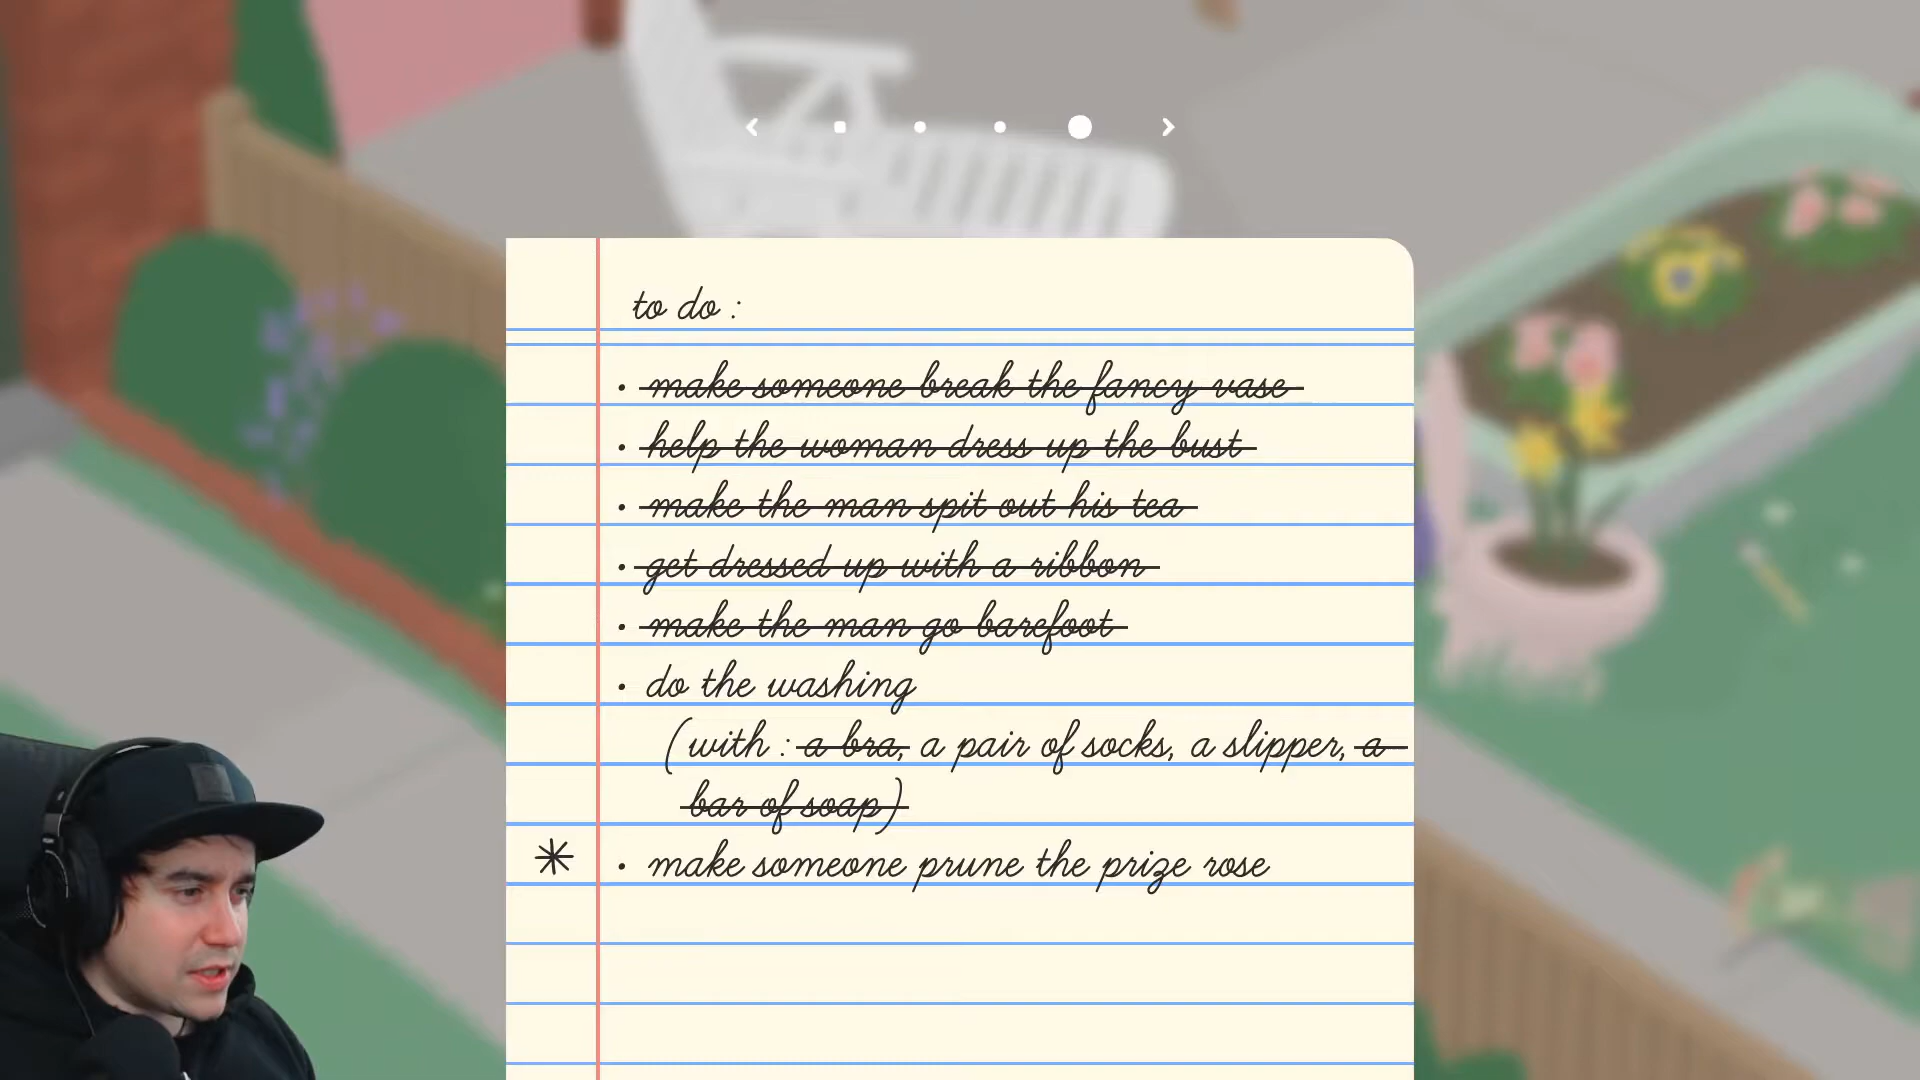 to do :
• make someone break the fancy vase
• help the woman dress up the bust
• make the man spit out his tea
• get dressed up with a ribbon
• make the man go barefoot
• do the washing
(with : a bra, a pair of socks, a slipper, a
bar of soap)
• make someone prune the prize rose